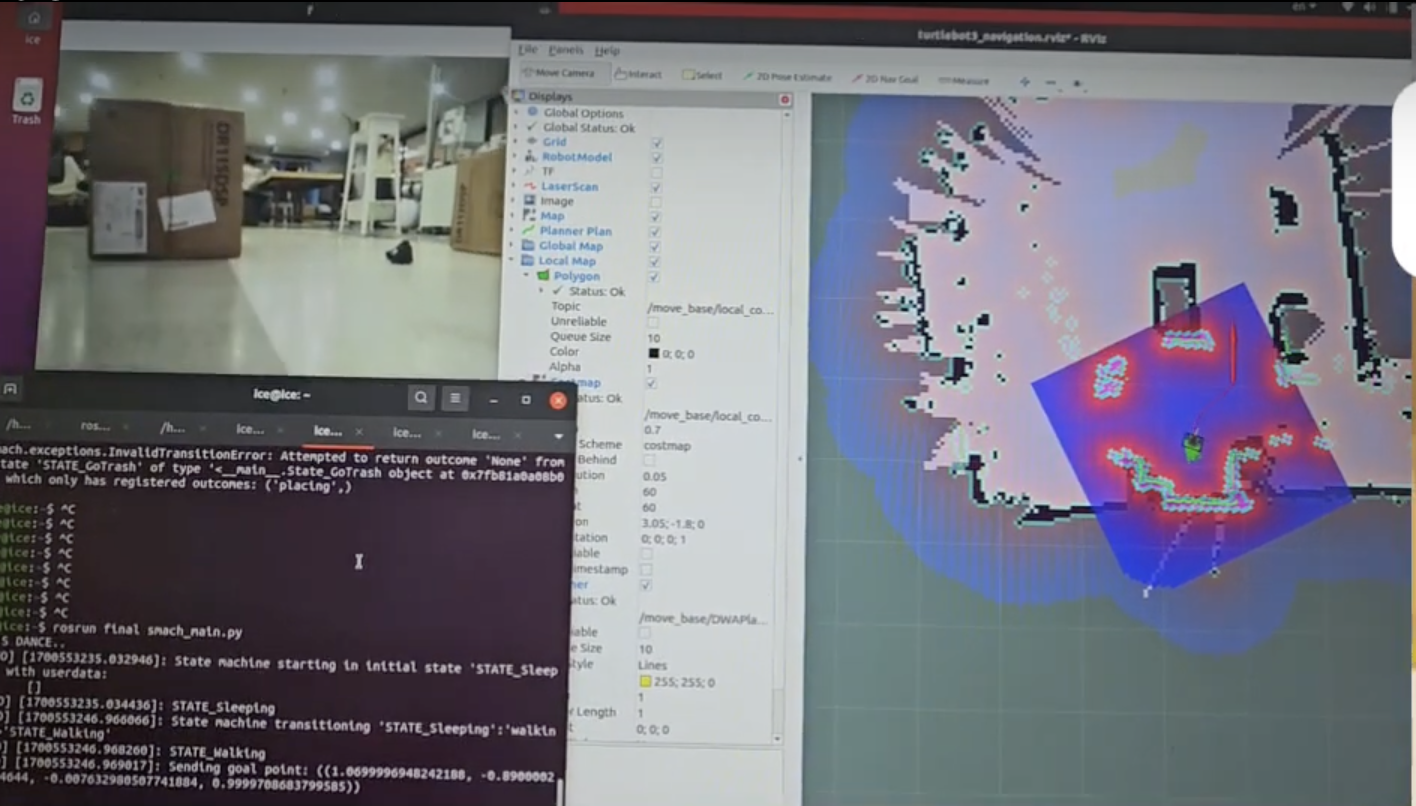 en
ice
Trash
turtlebot3_navigation.rviz* - RViz
File Panels Help
Move Camera Interact Select 2D Pose Estimate 2D Nav Goal Measure
Displays
Global Options
Global Status: Ok
Grid
RobotModel
TF
LaserScan
Image
Map
Planner Plan
Global Map
Local Map
Polygon
Status: Ok
Topic /move_base/local_co...
Unreliable
Queue Size 10
Color 0; 0; 0
Alpha 1
atus: Ok
/move_base/local_co...
0.7
Scheme costmap
Behind
ution 0.05
60
t 60
on 3.05; -1.8; 0
tation 0; 0; 0; 1
iable
imestamp
her
atus: Ok
/move_base/DWAPla...
iable
e Size 10
tyle Lines
255; 255; 0
1
r Length 1
t 0; 0; 0
ice@ice: ~
/h... ros... /h... ice... ice... ice... ice...
ach.exceptions.InvalidTransitionError: Attempted to return outcome 'None' from
tate 'STATE_GoTrash' of type '<__main__.State_GoTrash object at 0x7fb81a0a08b0
which only has registered outcomes: ('placing',)
e@ice:~$ ^C
e@ice:~$ ^C
@ice:~$ ^C
@ice:~$ ^C
@ice:~$ ^C
@ice:~$ ^C
@ice:~$ ^C
@ice:~$ ^C
@ice:~$ rosrun final smach_main.py
S DANCE..
O] [1700553235.032946]: State machine starting in initial state 'STATE_Sleep
with userdata:
[]
O] [1700553235.034436]: STATE_Sleeping
] [1700553246.966066]: State machine transitioning 'STATE_Sleeping':'walkin
'STATE_Walking'
] [1700553246.968260]: STATE_Walking
] [1700553246.969017]: Sending goal point: ((1.0699996948242188, -0.8900002
4644, -0.007632980507741884, 0.9999708683799585))